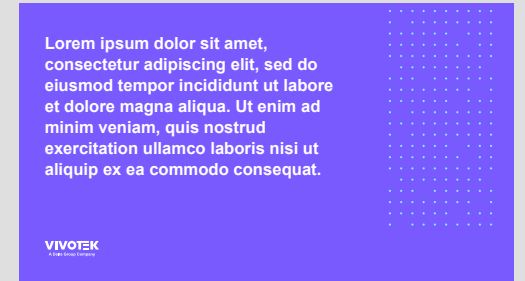 Lorem ipsum dolor sit amet,
consectetur adipiscing elit, sed do
eiusmod tempor incididunt ut labore
et dolore magna aliqua. Ut enim ad
minim veniam, quis nostrud
exercitation ullamco laboris nisi ut
aliquip ex ea commodo consequat.
VIVOTEK
A Delta Group Company